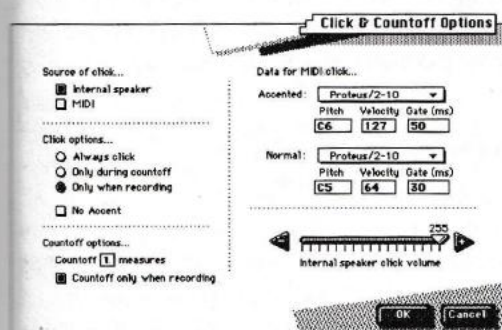 Click & Countoff Options
Source of click...
Internal speaker
MIDI
Click options...
Always click
Only during countoff
Only when recording
No Accent
Countoff options...
Countoff 1 measures
Countoff only when recording
Data for MIDI click...
Accented: Proteus/2-10
Pitch Velocity Gate (ms)
C6 127 50
Normal: Proteus/2-10
Pitch Velocity Gate (ms)
C5 64 30
255
Internal speaker click volume
OK Cancel